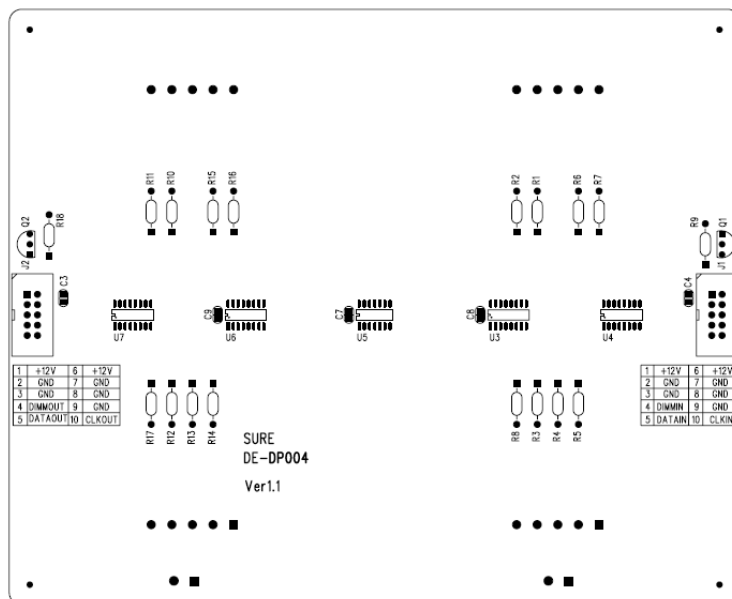 R11 R10 R15 R16 R2 R1 R6 R7
Q2 R18 R9 Q1
J2 J1
C3 C4
C9 C7 C8
U7 U6 U5 U3 U4
1 +12V 6 +12V
2 GND 7 GND
3 GND 8 GND
4 DIMMOUT 9 GND
5 DATAOUT 10 CLKOUT
1 +12V 6 +12V
2 GND 7 GND
3 GND 8 GND
4 DIMMIN 9 GND
5 DATAIN 10 CLKIN
R17 R12 R13 R14 R8 R3 R4 R5
SURE
DE-DP004
Ver1.1